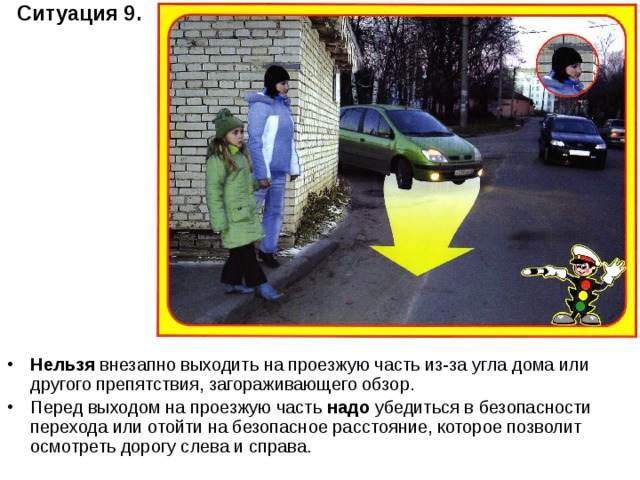 Ситуация 9.
• Нельзя внезапно выходить на проезжую часть из-за угла дома или
другого препятствия, загораживающего обзор.
• Перед выходом на проезжую часть надо убедиться в безопасности
перехода или отойти на безопасное расстояние, которое позволит
осмотреть дорогу слева и справа.